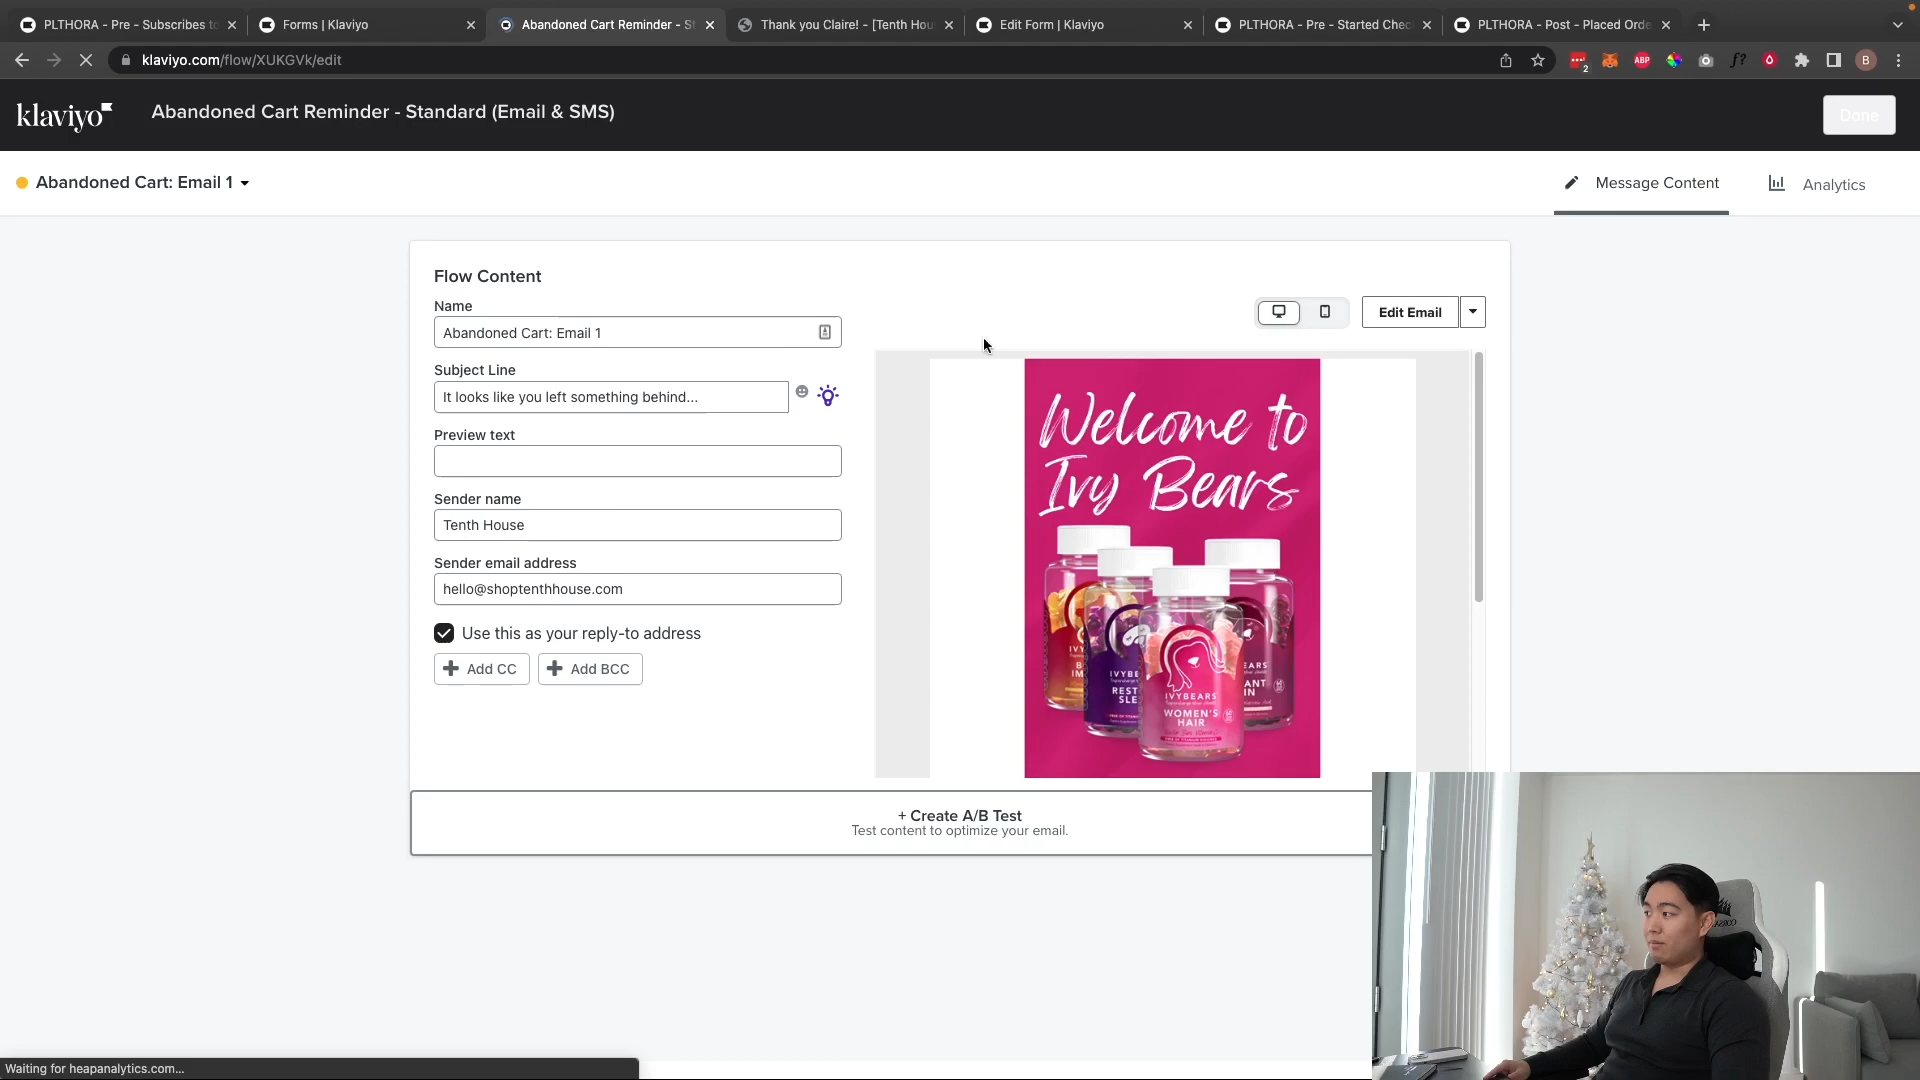 PLTHORA - Pre - Subscribes to
Forms | Klaviyo
Abandoned Cart Reminder - St
Thank you Claire! - [Tenth Hou
Edit Form | Klaviyo
PLTHORA - Pre - Started Chec
PLTHORA - Post - Placed Orde
klaviyo.com/flow/XUKGVk/edit
2
ABP
f?
B
klaviyo
Abandoned Cart Reminder - Standard (Email & SMS)
Done
Abandoned Cart: Email 1
Message Content
Analytics
Flow Content
Name
Abandoned Cart: Email 1
Edit Email
Subject Line
It looks like you left something behind...
Preview text
Sender name
Tenth House
Sender email address
hello@shoptenthhouse.com
Use this as your reply-to address
Add CC
Add BCC
Welcome to
Ivy Bears
IVYBEARS
WOMEN'S
HAIR
+ Create A/B Test
Test content to optimize your email.
Waiting for heapanalytics.com...